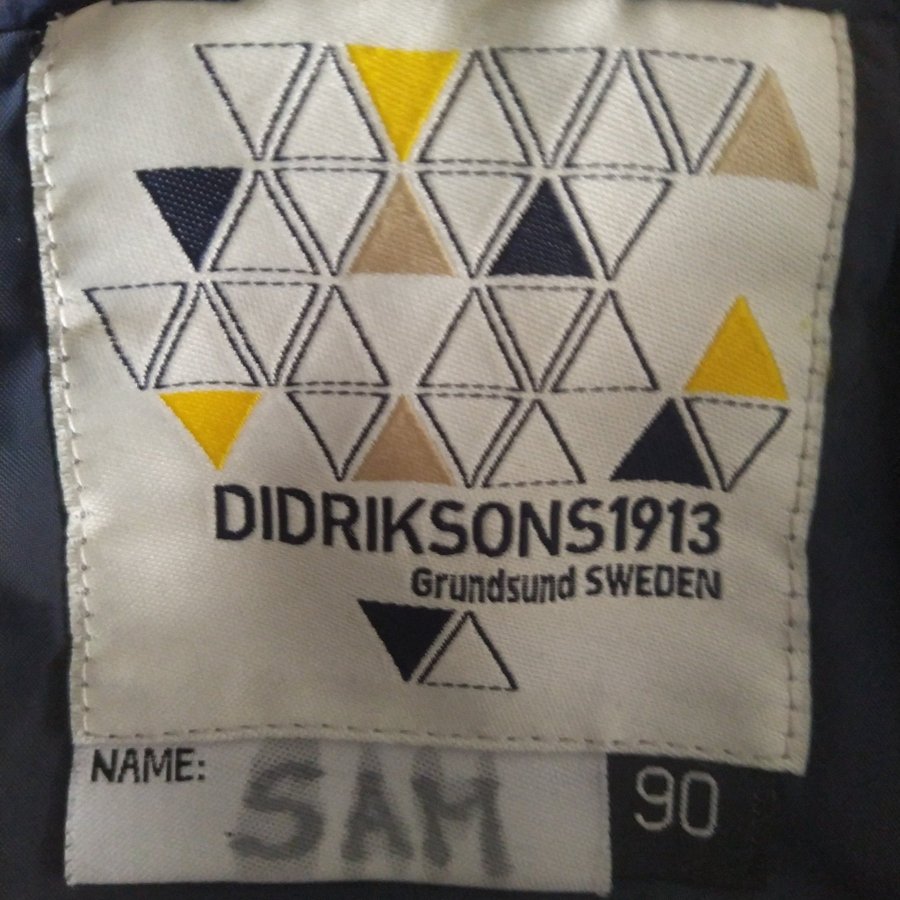 DIDRIKSONS1913
Grundsund SWEDEN
NAME: SAM
90